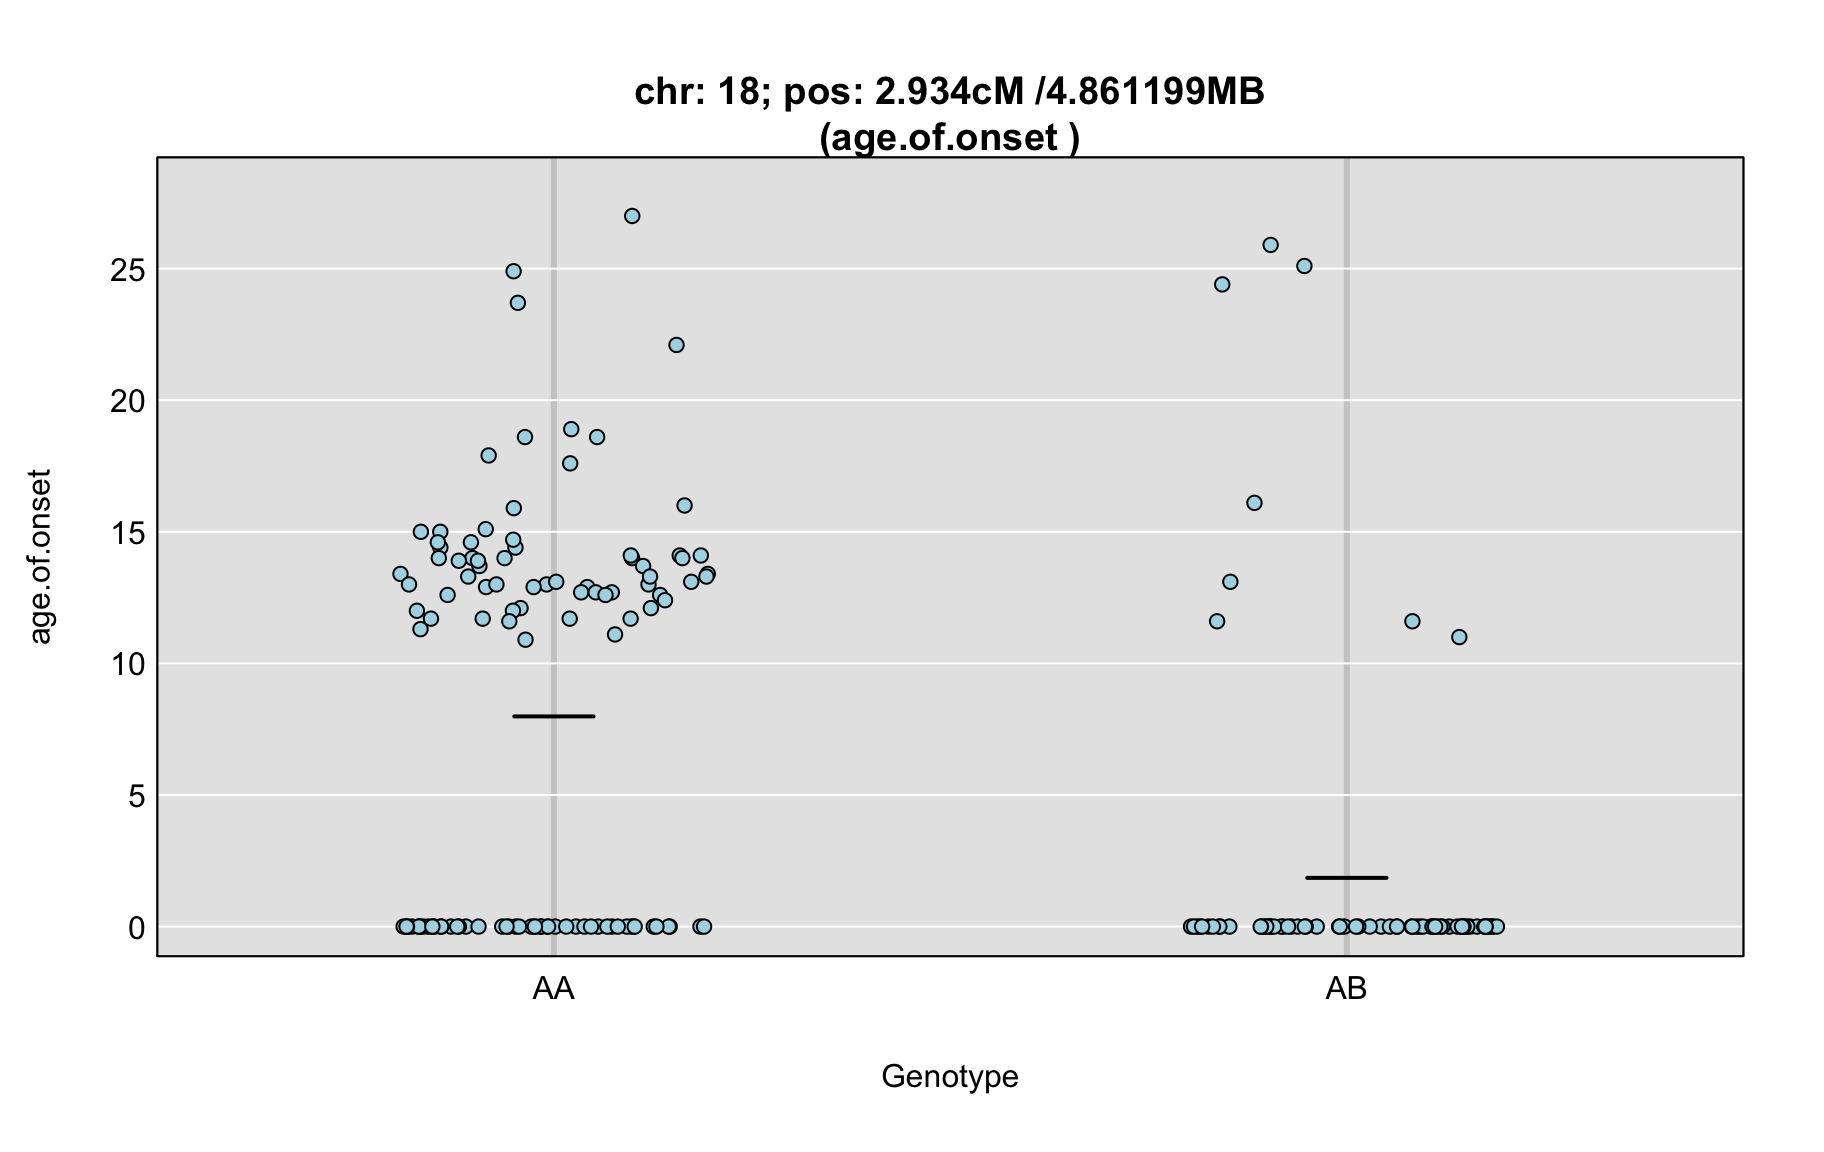 chr: 18; pos: 2.934cM /4.861199MB
(age.of.onset )
25
20
15
10
5
0
age.of.onset
AA
AB
Genotype